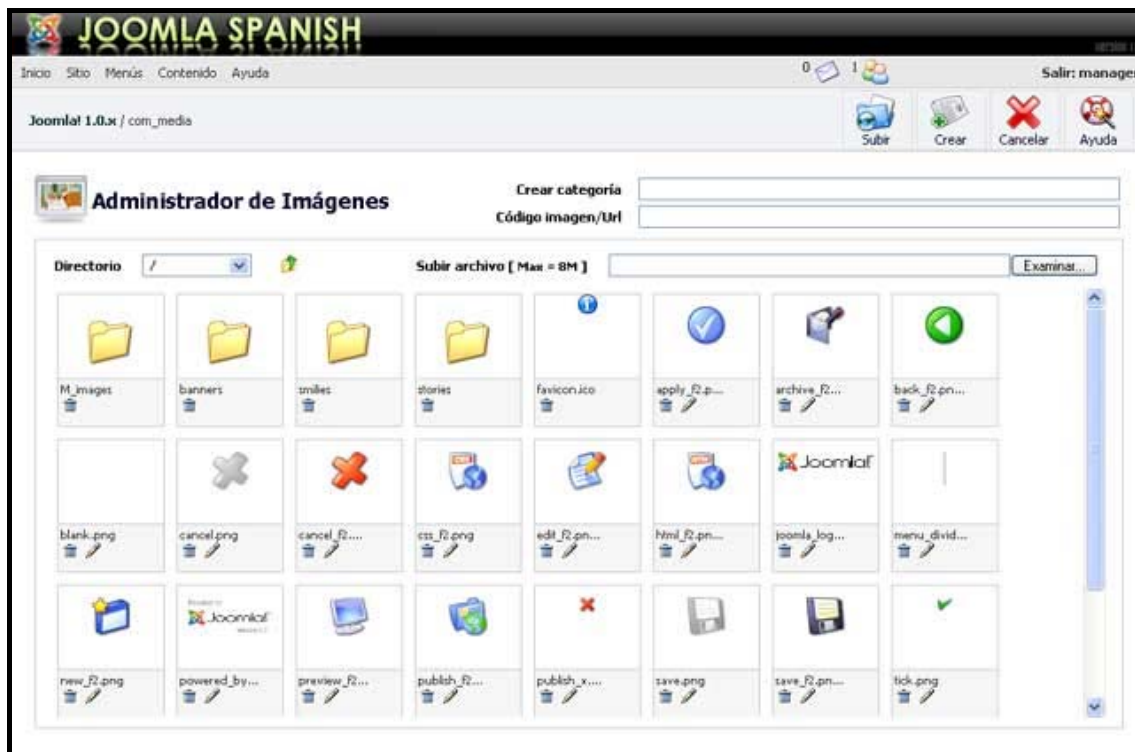 JOOMLA SPANISH
Inicio Sitio Menús Contenido Ayuda
0 1
Salir: manager
Joomla! 1.0.x / com_media
Subir Crear Cancelar Ayuda
Administrador de Imágenes
Crear categoría
Código imagen/Url
Directorio /
Subir archivo [ Max = 8M ]
Examinar...
M_images banners smilies stories favicon.ico apply_f2.p... archive_f2... back_f2.pn...
Joomla!
blank.png cancel.png cancel_f2.... css_f2.png edit_f2.pn... html_f2.pn... joomla_log... menu_divid...
Joomla!
new_f2.png powered_by... preview_f2... publish_f2... publish_x.... save.png save_f2.pn... tick.png